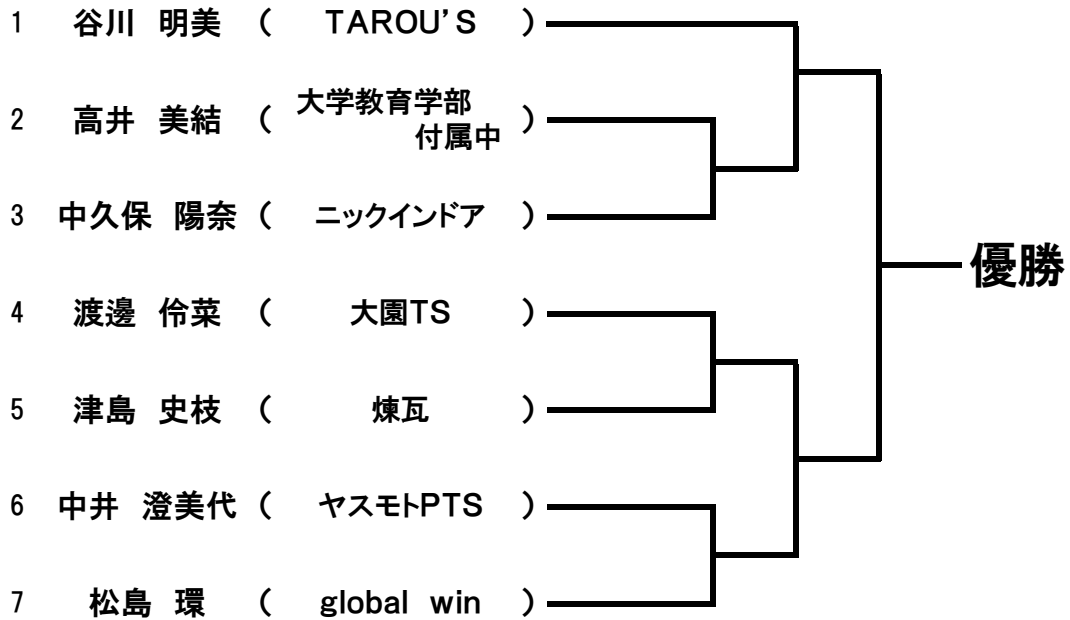 1 谷川 明美 ( TAROU'S )
2 高井 美結 ( 大学教育学部
付属中 )
3 中久保 陽奈 ( ニックインドア )
優勝
4 渡邊 伶菜 ( 大園TS )
5 津島 史枝 ( 煉瓦 )
6 中井 澄美代 ( ヤスモトPTS )
7 松島 環 ( global win )